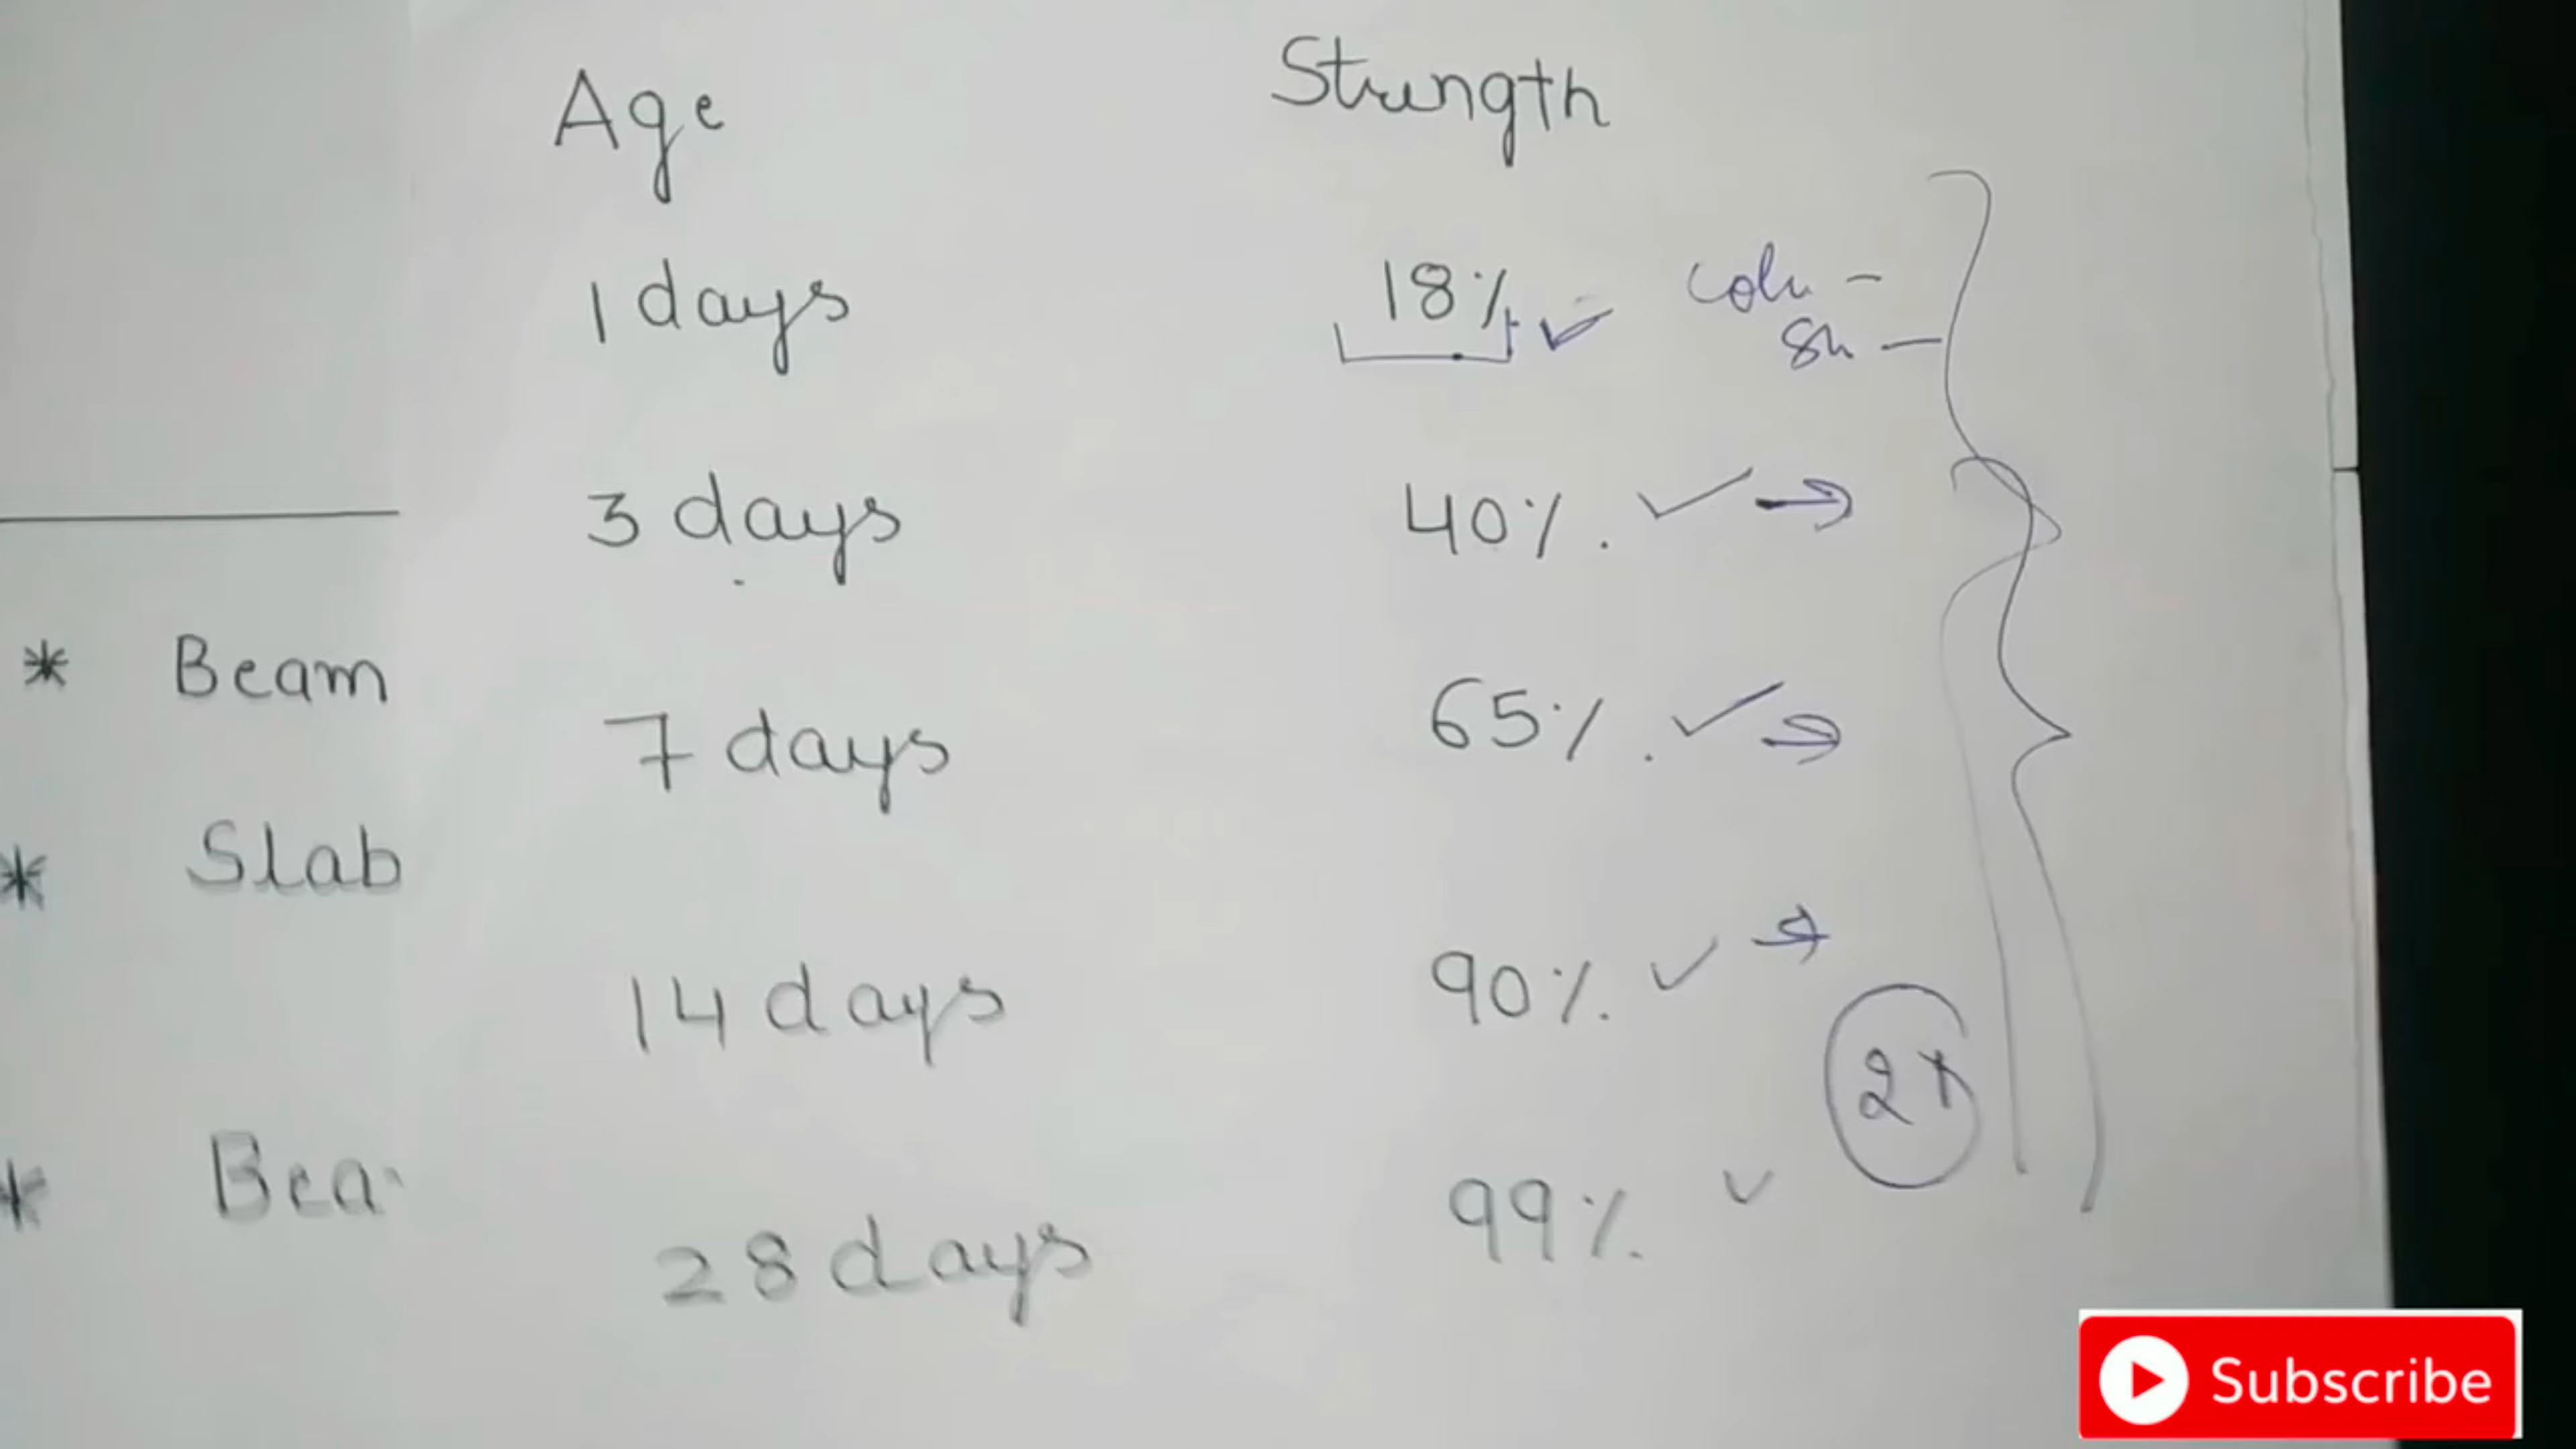 Age Strength
1 days 18%
3 days 40%.
* Beam
7 days 65%.
* Slab
14 days 90%.
* Bea
28 days 99%.
Subscribe